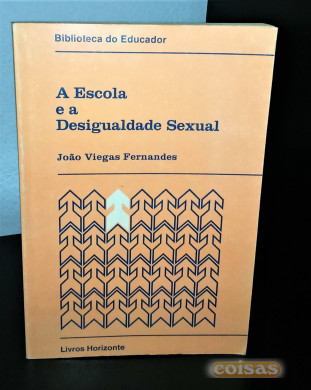 Biblioteca do Educador
A Escola
e a
Desigualdade Sexual
João Viegas Fernandes
Livros Horizonte
coisas